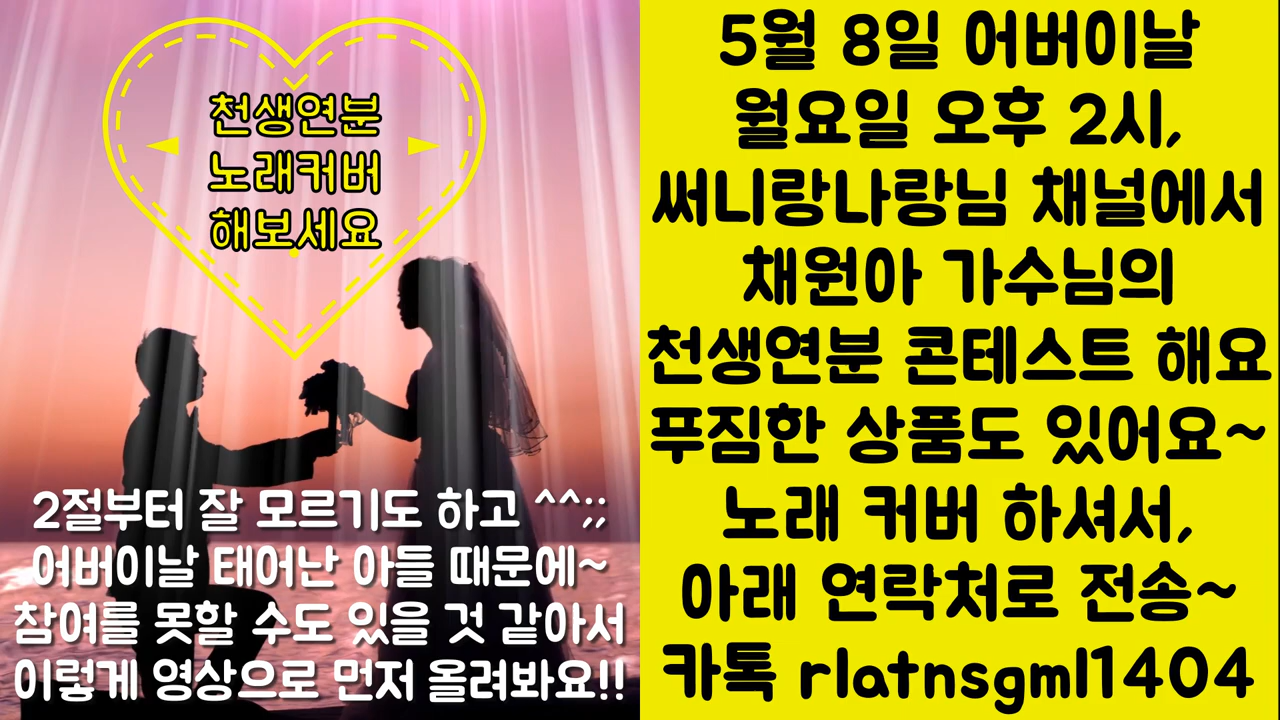 천생연분
노래커버
해보세요
2절부터 잘 모르기도 하고 ^^;;
어버이날 태어난 아들 때문에~
참여를 못할 수도 있을 것 같아서
이렇게 영상으로 먼저 올려봐요!!
5월 8일 어버이날
월요일 오후 2시,
써니랑나랑님 채널에서
채원아 가수님의
천생연분 콘테스트 해요
푸짐한 상품도 있어요~
노래 커버 하셔서,
아래 연락처로 전송~
카톡 rlatnsgml1404